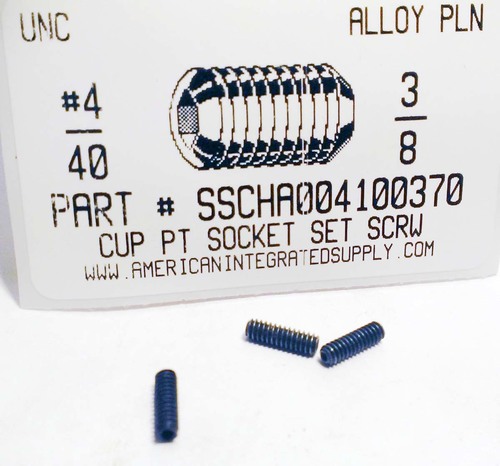 UNC ALLOY PLN
#4 3
40 8
PART # SSCHA004100370
CUP PT SOCKET SET SCRW
WWW.AMERICANINTEGRATEDSUPPLY.COM